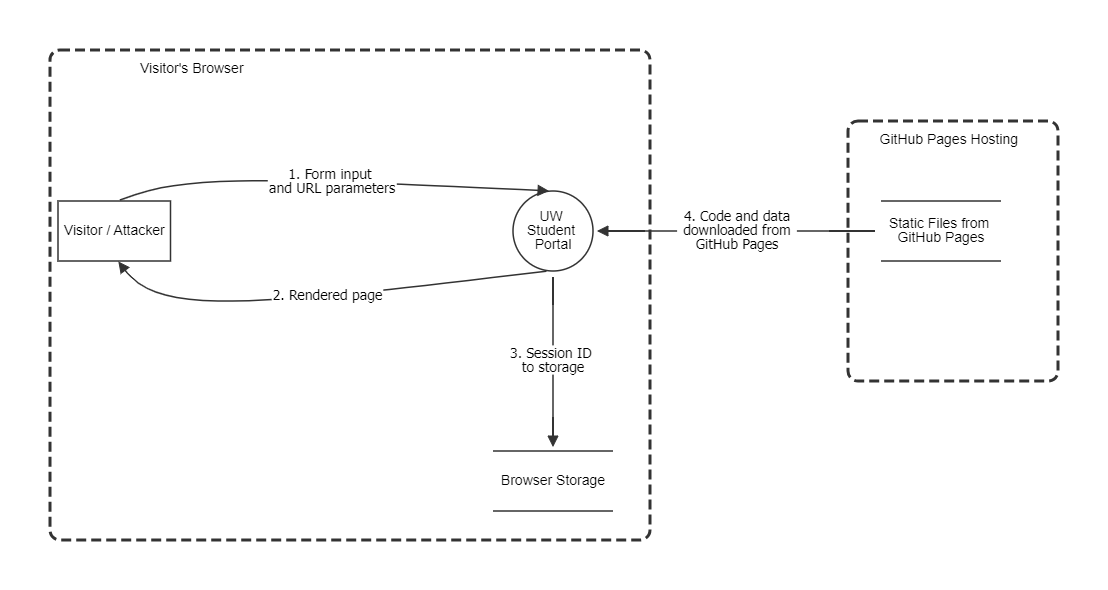 Visitor's Browser
GitHub Pages Hosting
1. Form input
and URL parameters
Visitor / Attacker
UW
Student
Portal
4. Code and data
downloaded from
GitHub Pages
Static Files from
GitHub Pages
2. Rendered page
3. Session ID
to storage
Browser Storage